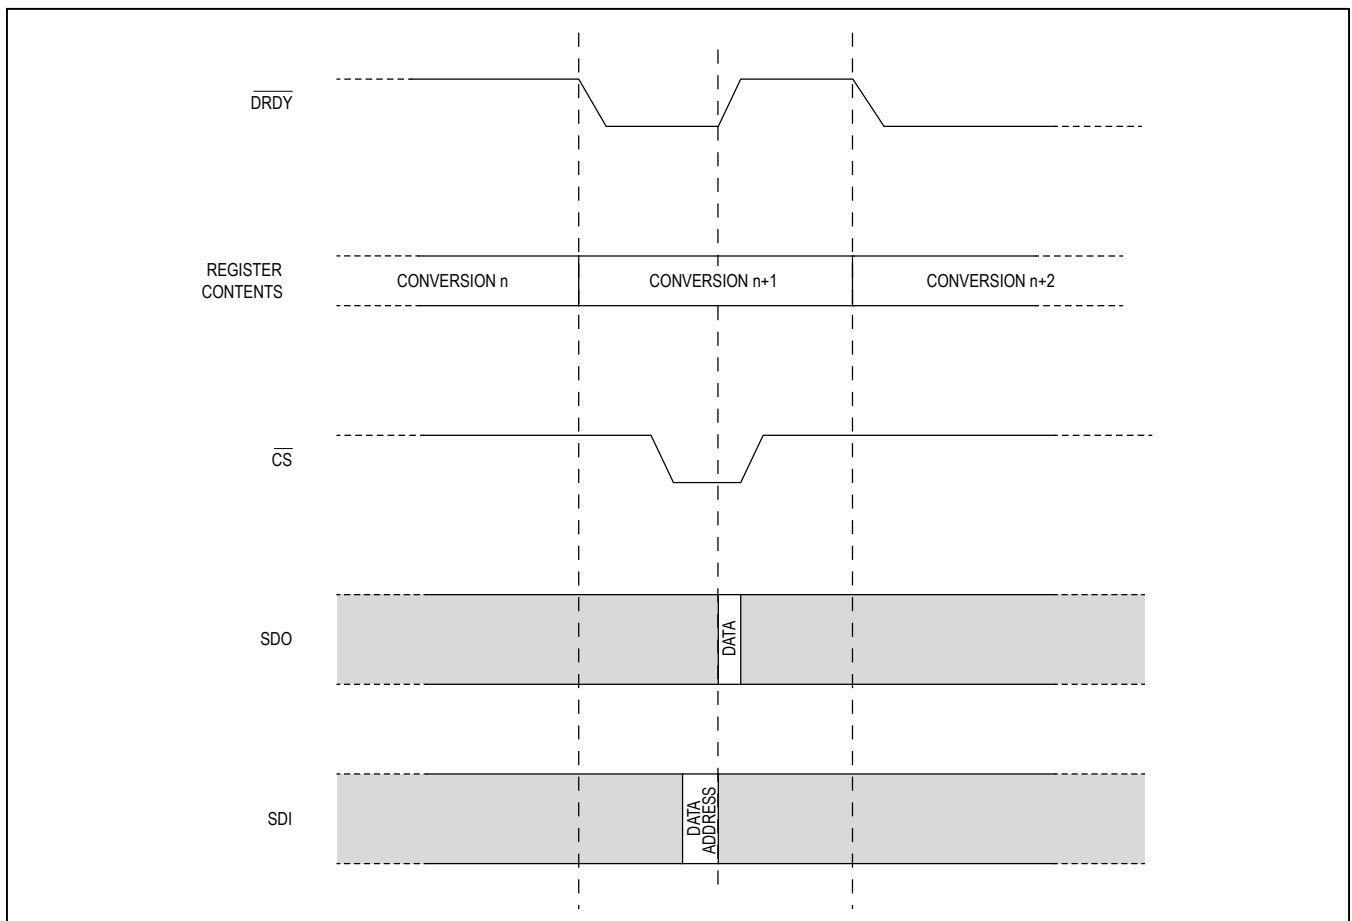 DRDY
REGISTER
CONTENTS
CONVERSION n
CONVERSION n+1
CONVERSION n+2
CS
SDO
DATA
SDI
DATA
ADDRESS